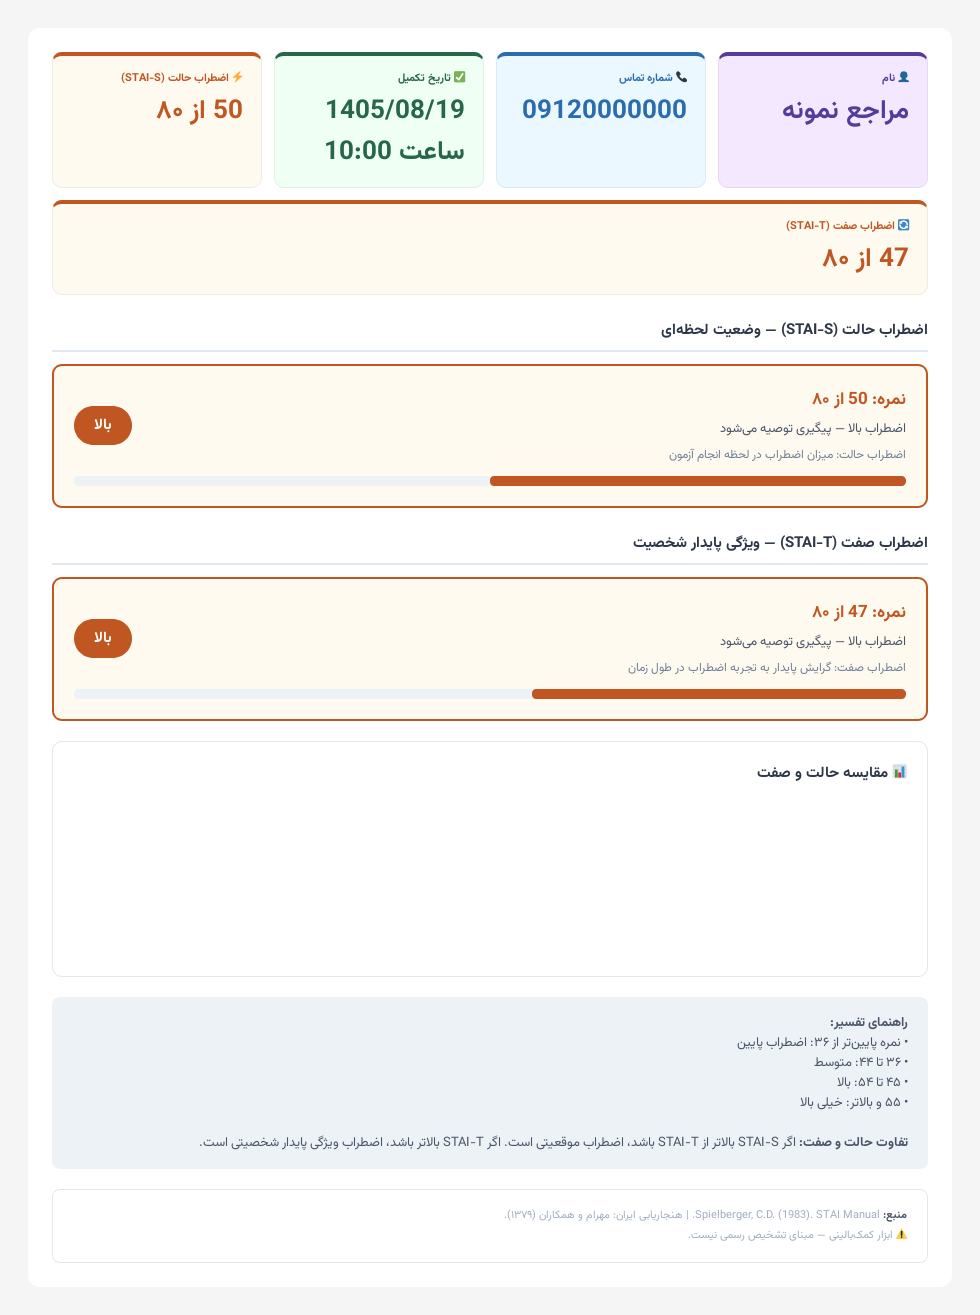 👤 نام
مراجع نمونه
📞 شماره تماس
09120000000
✅ تاریخ تکمیل
1405/08/19
ساعت 10:00
⚡ اضطراب حالت (STAI-S)
50 از ۸۰
🔄 اضطراب صفت (STAI-T)
47 از ۸۰
اضطراب حالت (STAI-S) — وضعیت لحظه‌ای
نمره: 50 از ۸۰
اضطراب بالا — پیگیری توصیه می‌شود
اضطراب حالت: میزان اضطراب در لحظه انجام آزمون
بالا
اضطراب صفت (STAI-T) — ویژگی پایدار شخصیت
نمره: 47 از ۸۰
اضطراب بالا — پیگیری توصیه می‌شود
اضطراب صفت: گرایش پایدار به تجربه اضطراب در طول زمان
بالا
📊 مقایسه حالت و صفت
راهنمای تفسیر:
• نمره پایین‌تر از ۳۶: اضطراب پایین
• ۳۶ تا ۴۴: متوسط
• ۴۵ تا ۵۴: بالا
• ۵۵ و بالاتر: خیلی بالا
تفاوت حالت و صفت: اگر STAI-S بالاتر از STAI-T باشد، اضطراب موقعیتی است. اگر STAI-T بالاتر باشد، اضطراب ویژگی پایدار شخصیتی است.
منبع: Spielberger, C.D. (1983). STAI Manual. | هنجاریابی ایران: مهرام و همکاران (۱۳۷۹).
⚠️ ابزار کمک‌بالینی — مبنای تشخیص رسمی نیست.